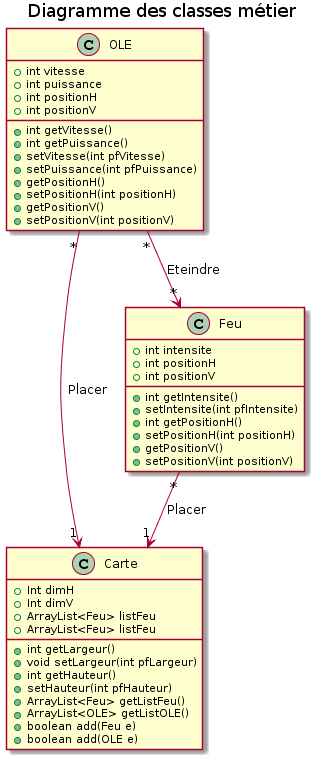 Diagramme des classes métier
C OLE
int vitesse
int puissance
int positionH
int positionV
int getVitesse()
int getPuissance()
setVitesse(int pfVitesse)
setPuissance(int pfPuissance)
getPositionH()
setPositionH(int positionH)
getPositionV()
setPositionV(int positionV)
* *
Eteindre
*
C Feu
int intensite
int positionH
int positionV
int getIntensite()
setIntensite(int pfIntensite)
int getPositionH()
setPositionH(int positionH)
getPositionV()
setPositionV(int positionV)
Placer
*
Placer
1 1
C Carte
Int dimH
Int dimV
ArrayList<Feu> listFeu
ArrayList<Feu> listFeu
int getLargeur()
void setLargeur(int pfLargeur)
int getHauteur()
setHauteur(int pfHauteur)
ArrayList<Feu> getListFeu()
ArrayList<OLE> getListOLE()
boolean add(Feu e)
boolean add(OLE e)